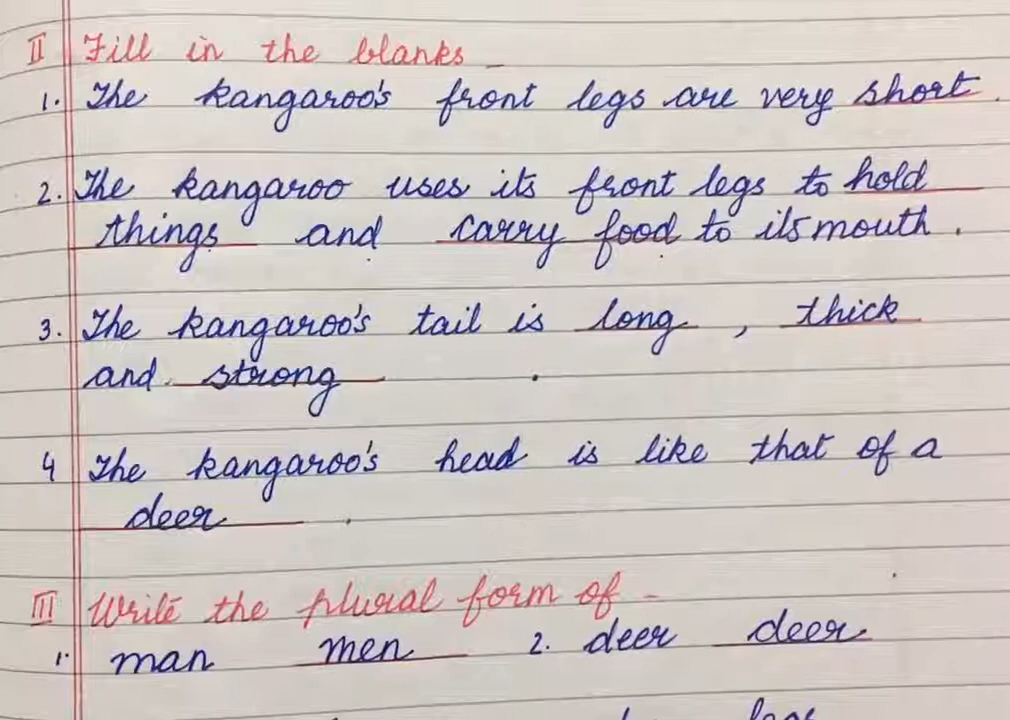 II Fill in the blanks -
1. The kangaroo's front legs are very short.
2. The kangaroo uses its front legs to hold
things and carry food to its mouth.
3. The kangaroo's tail is long, thick
and strong.
4 The kangaroo's head is like that of a
deer.
III Write the plural form of -
1. man men 2. deer deer